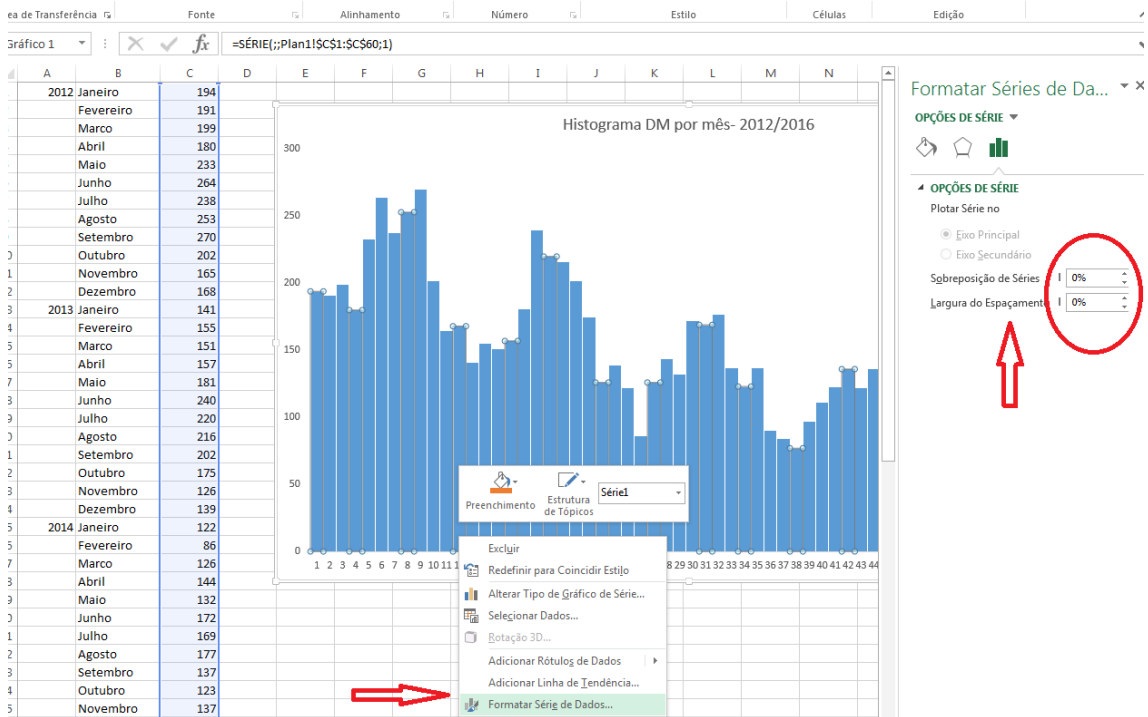 ea de Transferência Fonte Alinhamento Número Estilo Células Edição
Gráfico 1 fx =SÉRIE(;;Plan1!$C$1:$C$60;1)
A B C D E F G H I J K L M N
2012 Janeiro 194
Fevereiro 191
Marco 199
Abril 180
Maio 233
Junho 264
Julho 238
Agosto 253
Setembro 270
Outubro 202
Novembro 165
Dezembro 168
2013 Janeiro 141
Fevereiro 155
Marco 151
Abril 157
Maio 181
Junho 240
Julho 220
Agosto 216
Setembro 202
Outubro 175
Novembro 126
Dezembro 139
2014 Janeiro 122
Fevereiro 86
Marco 126
Abril 144
Maio 132
Junho 172
Julho 169
Agosto 177
Setembro 137
Outubro 123
Novembro 137
Histograma DM por mês- 2012/2016
300
250
200
150
100
50
0
1 2 3 4 5 6 7 8 9 10 11 1
8 29 30 31 32 33 34 35 36 37 38 39 40 41 42 43 44
Preenchimento
Estrutura
de Tópicos
Série1
Excluir
Redefinir para Coincidir Estilo
Alterar Tipo de Gráfico de Série...
Selecionar Dados...
Rotação 3D...
Adicionar Rótulos de Dados
Adicionar Linha de Tendência...
Formatar Série de Dados...
Formatar Séries de Da...
OPÇÕES DE SÉRIE
OPÇÕES DE SÉRIE
Plotar Série no
Eixo Principal
Eixo Secundário
Sobreposição de Séries 0%
Largura do Espaçamento 0%